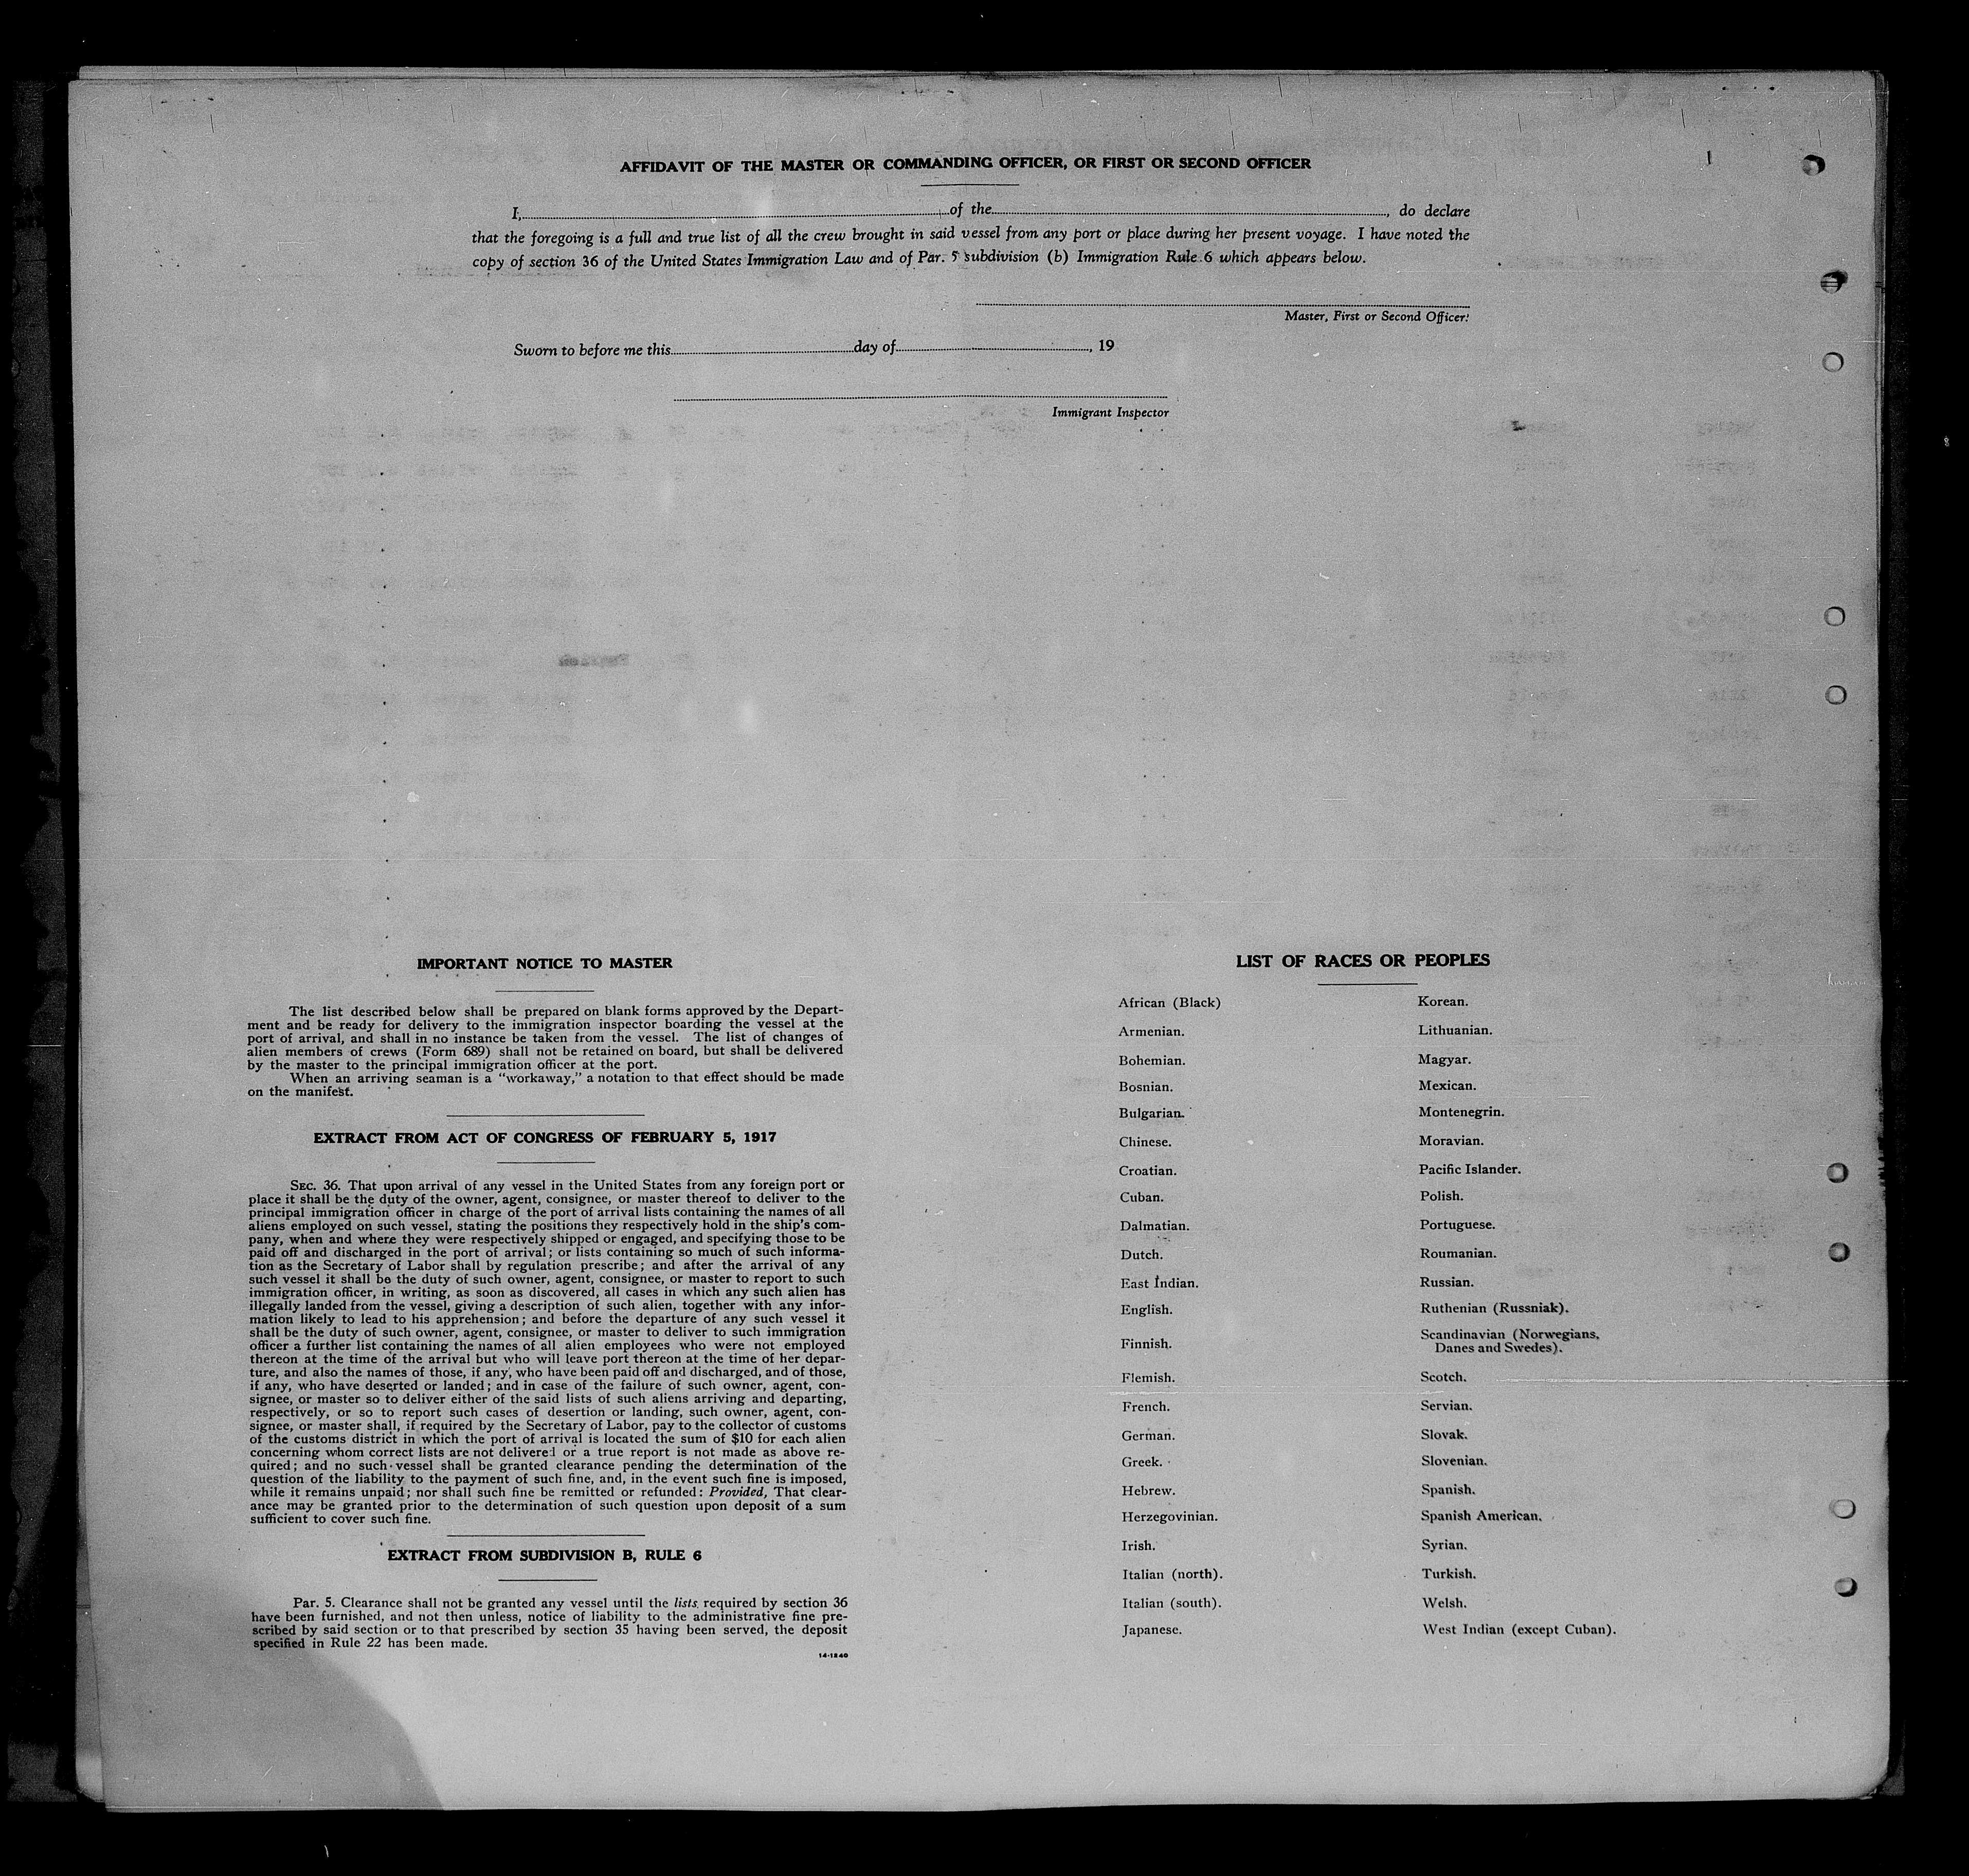 AFFIDAVIT OF THE MASTER OR COMMANDING OFFICER, OR FIRST OR SECOND OFFICER
I, of the , do declare
that the foregoing is a full and true list of all the crew brought in said vessel from any port or place during her present voyage. I have noted the
copy of section 36 of the United States Immigration Law and of Par. 5 subdivision (b) Immigration Rule 6 which appears below.
Master, First or Second Officer.
Sworn to before me this day of , 19
Immigrant Inspector
IMPORTANT NOTICE TO MASTER
The list described below shall be prepared on blank forms approved by the Depart-
ment and be ready for delivery to the immigration inspector boarding the vessel at the
port of arrival, and shall in no instance be taken from the vessel. The list of changes of
alien members of crews (Form 689) shall not be retained on board, but shall be delivered
by the master to the principal immigration officer at the port.
When an arriving seaman is a "workaway," a notation to that effect should be made
on the manifest.
EXTRACT FROM ACT OF CONGRESS OF FEBRUARY 5, 1917
SEC. 36. That upon arrival of any vessel in the United States from any foreign port or
place it shall be the duty of the owner, agent, consignee, or master thereof to deliver to the
principal immigration officer in charge of the port of arrival lists containing the names of all
aliens employed on such vessel, stating the positions they respectively hold in the ship's com-
pany, when and where they were respectively shipped or engaged, and specifying those to be
paid off and discharged in the port of arrival; or lists containing so much of such informa-
tion as the Secretary of Labor shall by regulation prescribe; and after the arrival of any
such vessel it shall be the duty of such owner, agent, consignee, or master to report to such
immigration officer, in writing, as soon as discovered, all cases in which any such alien has
illegally landed from the vessel, giving a description of such alien, together with any infor-
mation likely to lead to his apprehension; and before the departure of any such vessel it
shall be the duty of such owner, agent, consignee, or master to deliver to such immigration
officer a further list containing the names of all alien employees who were not employed
thereon at the time of the arrival but who will leave port thereon at the time of her depar-
ture, and also the names of those, if any, who have been paid off and discharged, and of those,
if any, who have deserted or landed; and in case of the failure of such owner, agent, con-
signee, or master so to deliver either of the said lists of such aliens arriving and departing,
respectively, or so to report such cases of desertion or landing, such owner, agent, con-
signee, or master shall, if required by the Secretary of Labor, pay to the collector of customs
of the customs district in which the port of arrival is located the sum of $10 for each alien
concerning whom correct lists are not delivered or a true report is not made as above re-
quired; and no such vessel shall be granted clearance pending the determination of the
question of the liability to the payment of such fine, and, in the event such fine is imposed,
while it remains unpaid; nor shall such fine be remitted or refunded: Provided, That clear-
ance may be granted prior to the determination of such question upon deposit of a sum
sufficient to cover such fine.
EXTRACT FROM SUBDIVISION B, RULE 6
Par. 5. Clearance shall not be granted any vessel until the lists required by section 36
have been furnished, and not then unless, notice of liability to the administrative fine pre-
scribed by said section or to that prescribed by section 35 having been served, the deposit
specified in Rule 22 has been made.
14-1240
LIST OF RACES OR PEOPLES
African (Black)
Armenian.
Bohemian.
Bosnian.
Bulgarian.
Chinese.
Croatian.
Cuban.
Dalmatian.
Dutch.
East Indian.
English.
Finnish.
Flemish.
French.
German.
Greek.
Hebrew.
Herzegovinian.
Irish.
Italian (north).
Italian (south).
Japanese.
Korean.
Lithuanian.
Magyar.
Mexican.
Montenegrin.
Moravian.
Pacific Islander.
Polish.
Portuguese.
Roumanian.
Russian.
Ruthenian (Russniak).
Scandinavian (Norwegians,
Danes and Swedes).
Scotch.
Servian.
Slovak.
Slovenian.
Spanish.
Spanish American.
Syrian.
Turkish.
Welsh.
West Indian (except Cuban).